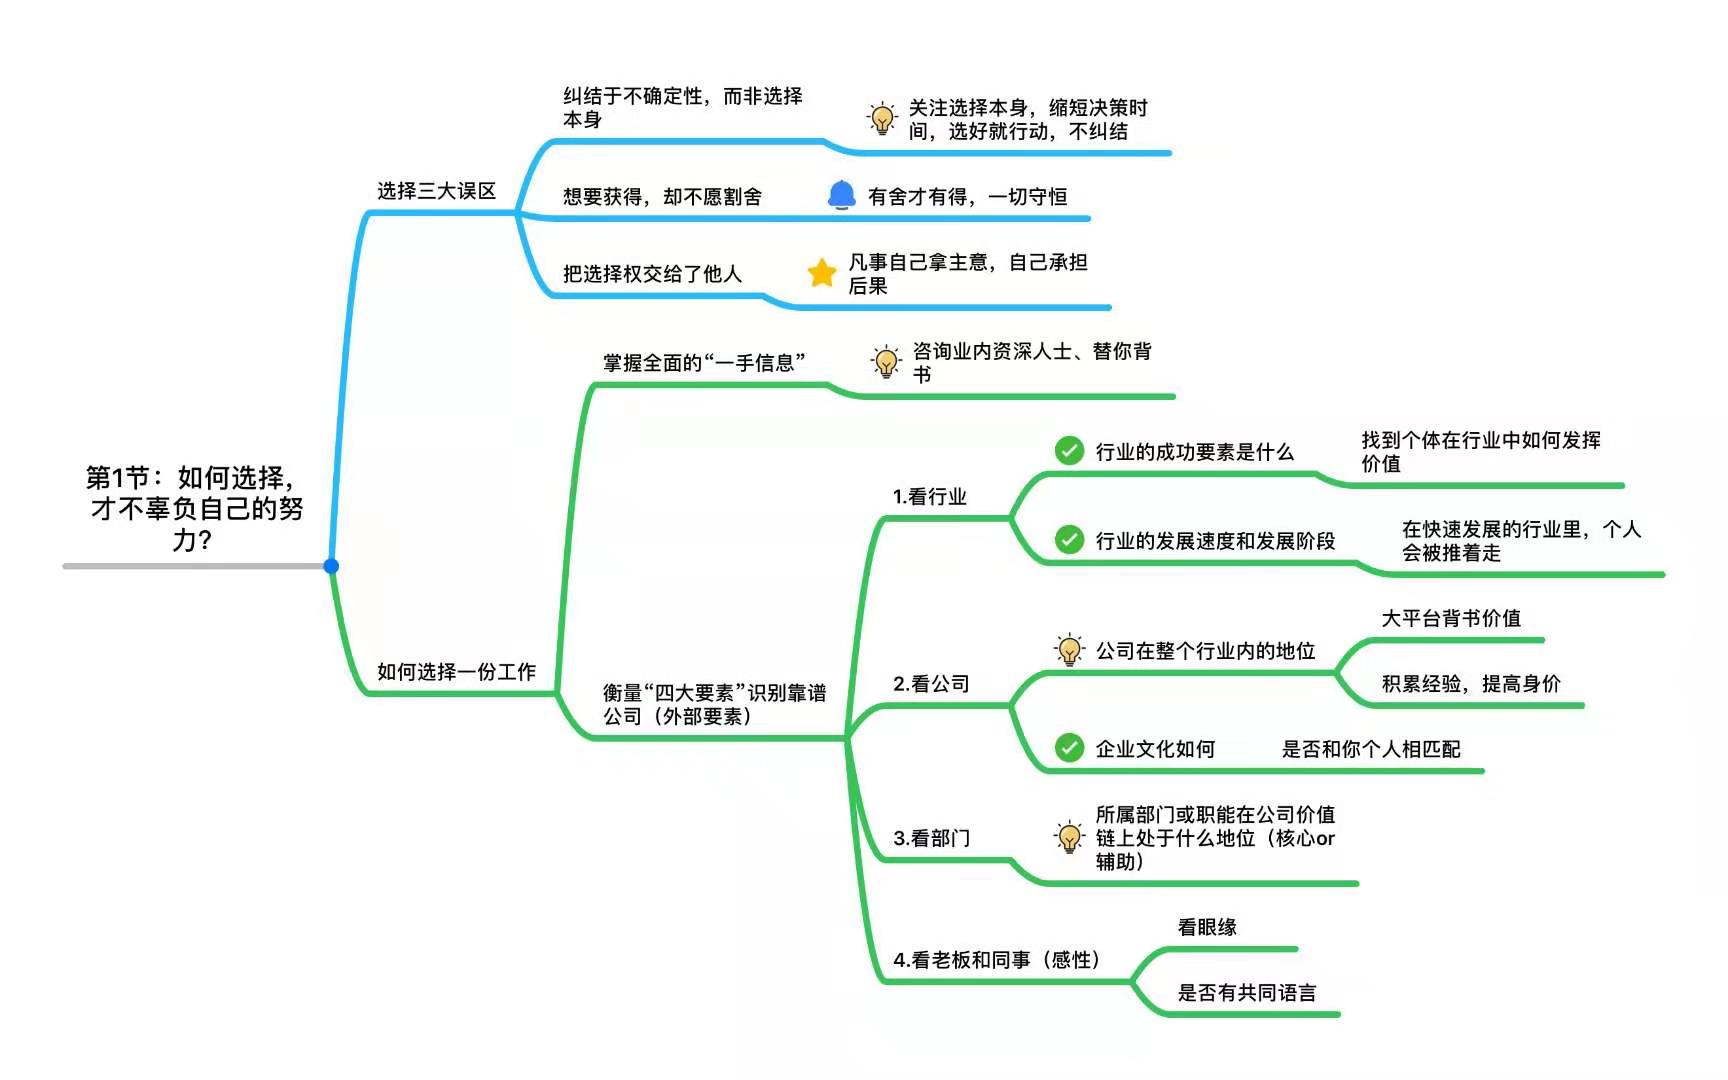 第1节：如何选择，
才不辜负自己的努
力？
选择三大误区
纠结于不确定性，而非选择
本身
关注选择本身，缩短决策时
间，选好就行动，不纠结
想要获得，却不愿割舍
有舍才有得，一切守恒
把选择权交给了他人
凡事自己拿主意，自己承担
后果
如何选择一份工作
掌握全面的“一手信息”
咨询业内资深人士、替你背
书
衡量“四大要素”识别靠谱
公司（外部要素）
1.看行业
行业的成功要素是什么
找到个体在行业中如何发挥
价值
行业的发展速度和发展阶段
在快速发展的行业里，个人
会被推着走
2.看公司
公司在整个行业内的地位
大平台背书价值
积累经验，提高身价
企业文化如何
是否和你个人相匹配
3.看部门
所属部门或职能在公司价值
链上处于什么地位（核心or
辅助）
4.看老板和同事（感性）
看眼缘
是否有共同语言